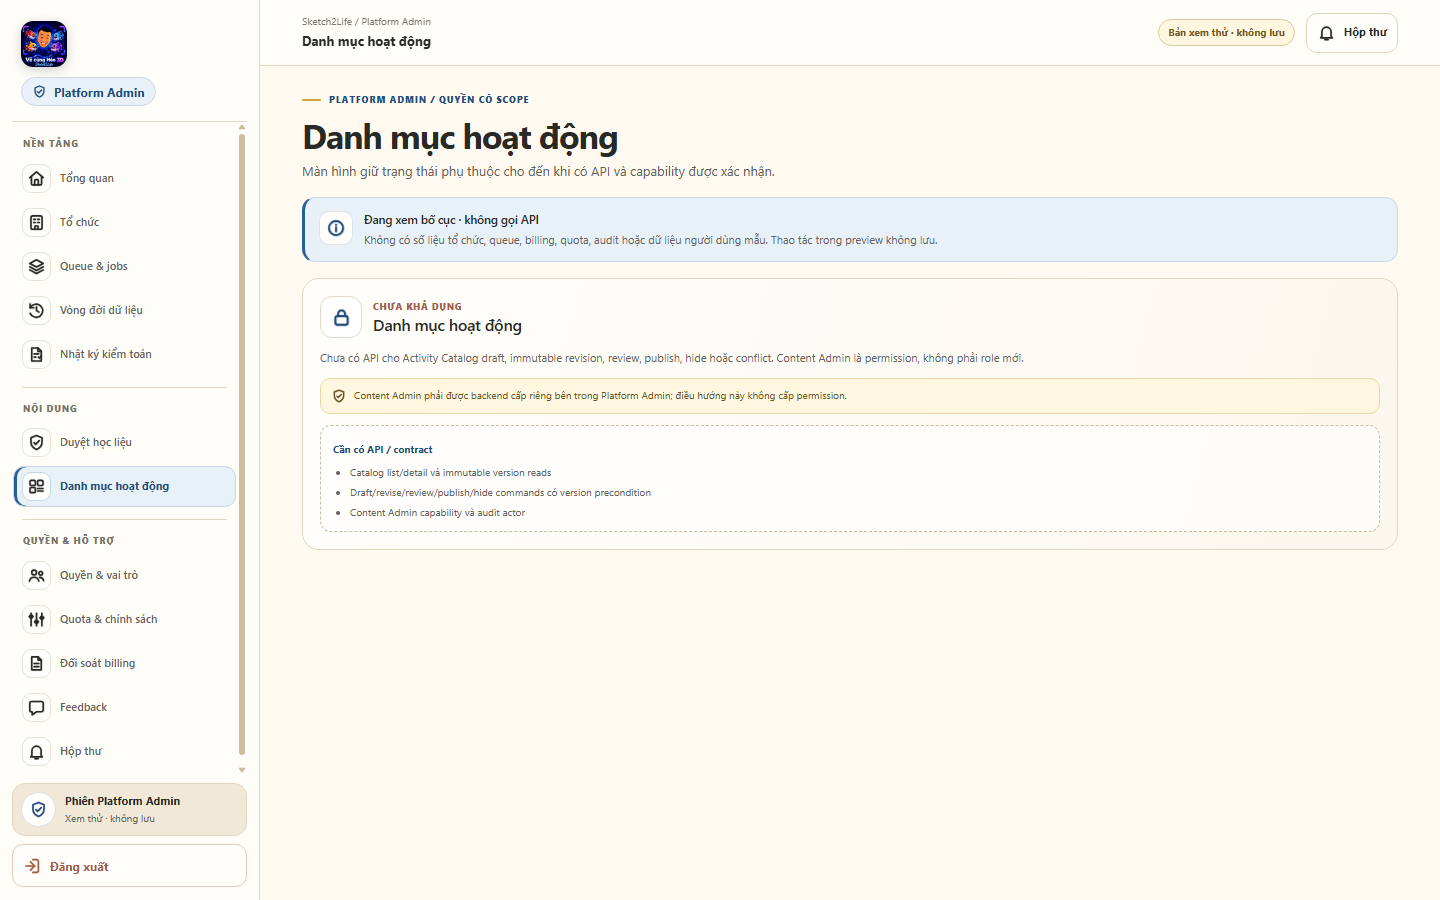 Platform Admin
NỀN TẢNG
Tổng quan
Tổ chức
Queue & jobs
Vòng đời dữ liệu
Nhật ký kiểm toán
NỘI DUNG
Duyệt học liệu
Danh mục hoạt động
QUYỀN & HỖ TRỢ
Quyền & vai trò
Quota & chính sách
Đối soát billing
Feedback
Hộp thư
Phiên Platform Admin
Xem thử · không lưu
Đăng xuất
Sketch2Life / Platform Admin
Danh mục hoạt động
Bản xem thử · không lưu
Hộp thư
PLATFORM ADMIN / QUYỀN CÓ SCOPE
Danh mục hoạt động
Màn hình giữ trạng thái phụ thuộc cho đến khi có API và capability được xác nhận.
Đang xem bố cục · không gọi API
Không có số liệu tổ chức, queue, billing, quota, audit hoặc dữ liệu người dùng mẫu. Thao tác trong preview không lưu.
CHƯA KHẢ DỤNG
Danh mục hoạt động
Chưa có API cho Activity Catalog draft, immutable revision, review, publish, hide hoặc conflict. Content Admin là permission, không phải role mới.
Content Admin phải được backend cấp riêng bên trong Platform Admin; điều hướng này không cấp permission.
Cần có API / contract
Catalog list/detail và immutable version reads
Draft/revise/review/publish/hide commands có version precondition
Content Admin capability và audit actor